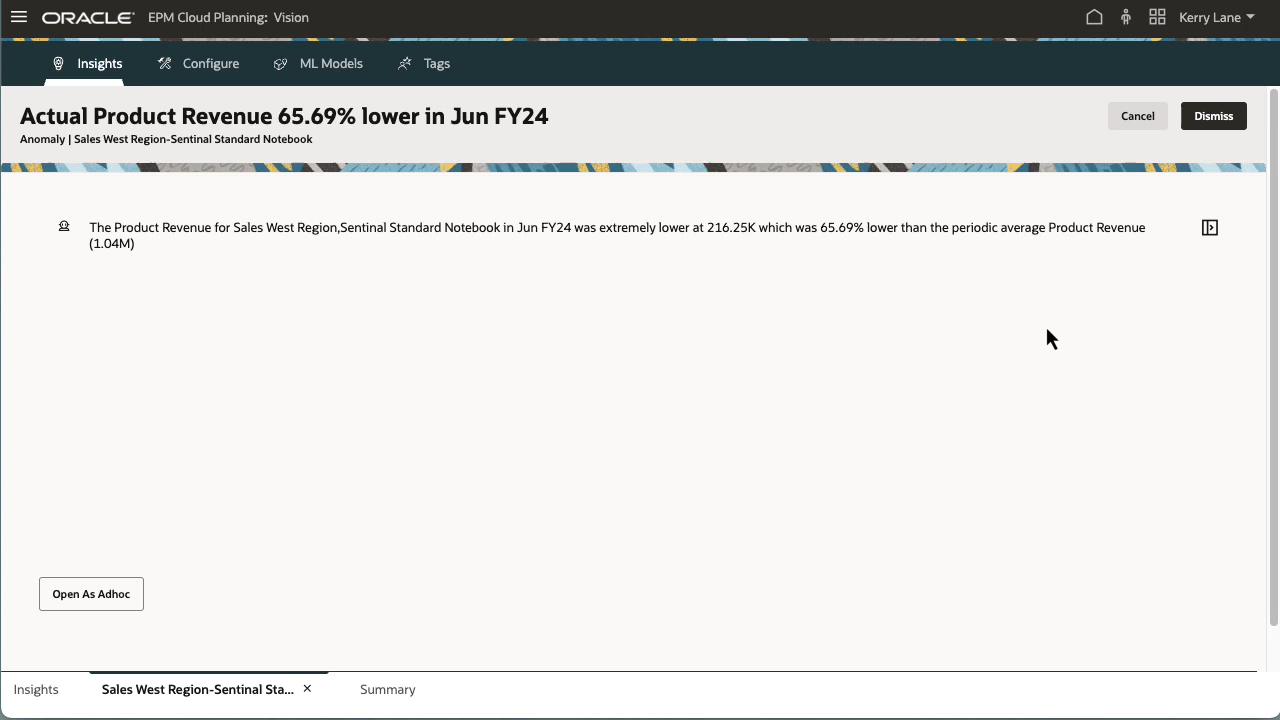 ORACLE EPM Cloud Planning: Vision Kerry Lane
Insights Configure ML Models Tags
Actual Product Revenue 65.69% lower in Jun FY24
Cancel Dismiss
Anomaly | Sales West Region-Sentinal Standard Notebook
The Product Revenue for Sales West Region,Sentinal Standard Notebook in Jun FY24 was extremely lower at 216.25K which was 65.69% lower than the periodic average Product Revenue
(1.04M)
Open As Adhoc
Insights Sales West Region-Sentinal Sta... Summary